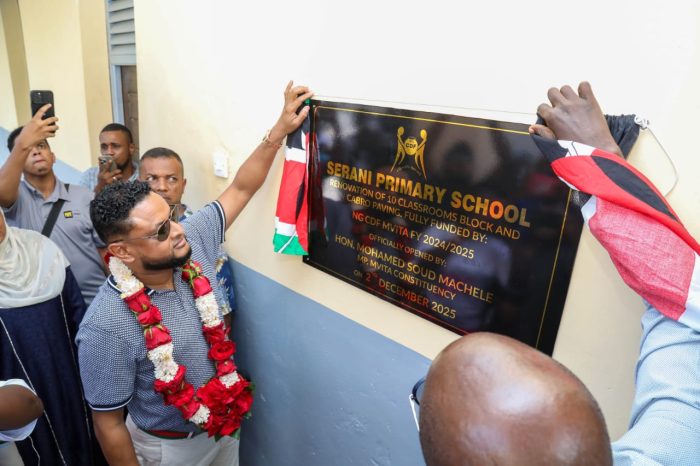 CDF
SERANI PRIMARY SCHOOL
RENOVATION OF 10 CLASSROOMS BLOCK AND
CABRO PAVING, FULLY FUNDED BY:
NG CDF MVITA FY 2024/2025
OFFICIALLY OPENED BY:
HON. MOHAMED SOUD MACHELE
MP, MVITA CONSTITUENCY
ON 2ND DECEMBER 2025